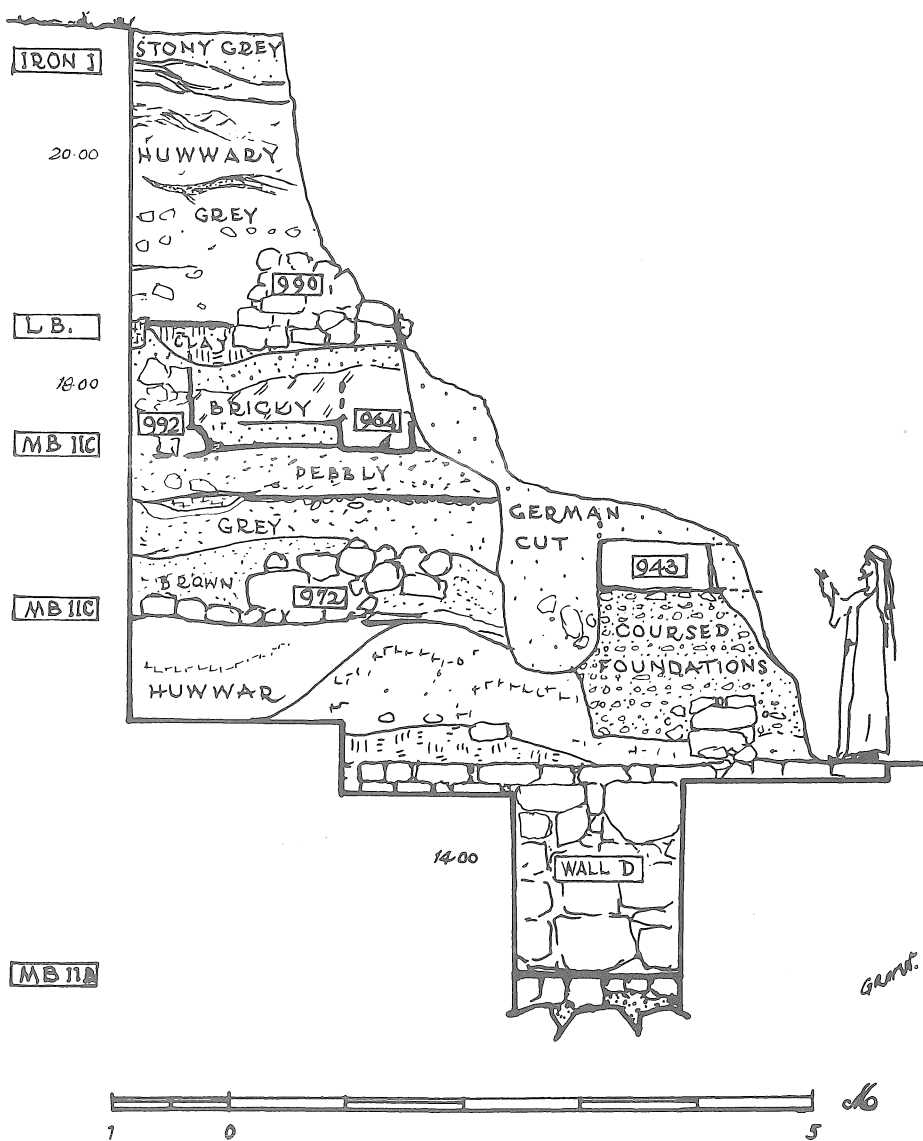 STONY GREY
IRON I
20.00
HUWWARY
GREY
990
L B.
CLAY
18.00
BRICKY
992
964
MB IIC
PEBBLY
GERMAN
CUT
GREY
943
BROWN
972
MB IIC
COURSED
FOUNDATIONS
HUWWAR
14.00
WALL D
MB IIB
M
1 0 5